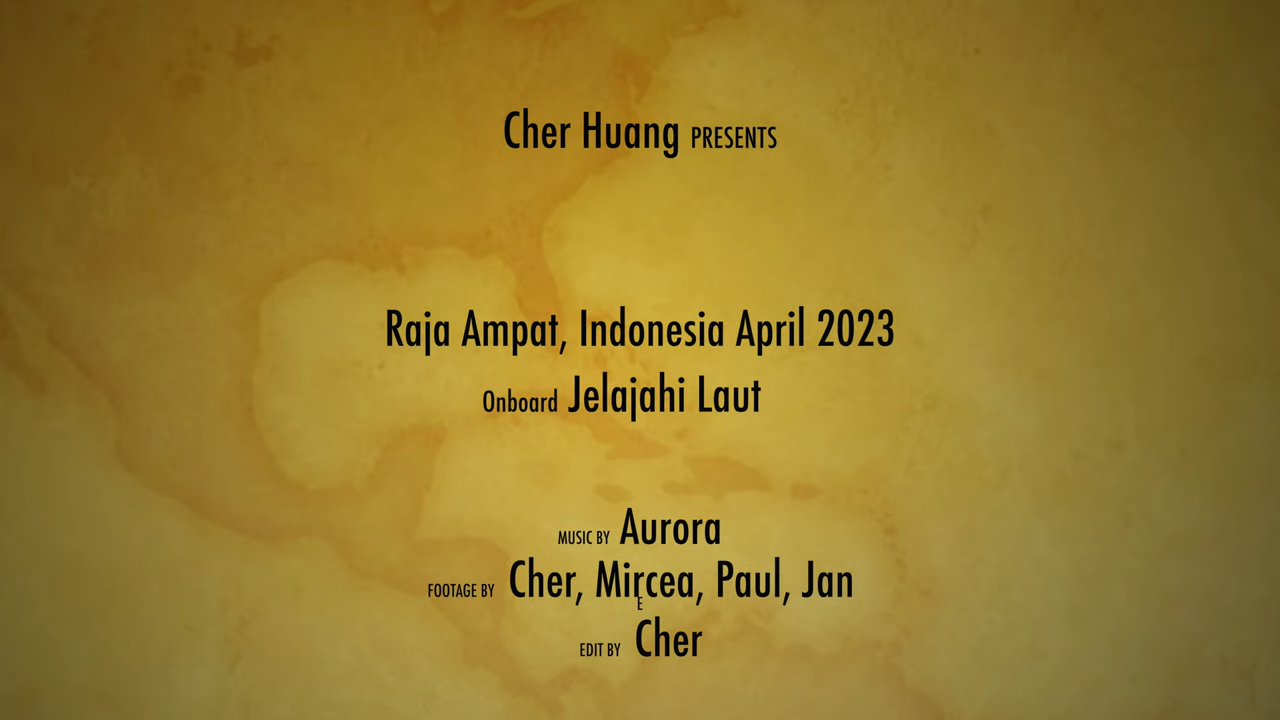 Cher Huang PRESENTS
Raja Ampat, Indonesia April 2023
Onboard Jelajahi Laut
MUSIC BY Aurora
FOOTAGE BY Cher, Mircea, Paul, Jan
E
EDIT BY Cher